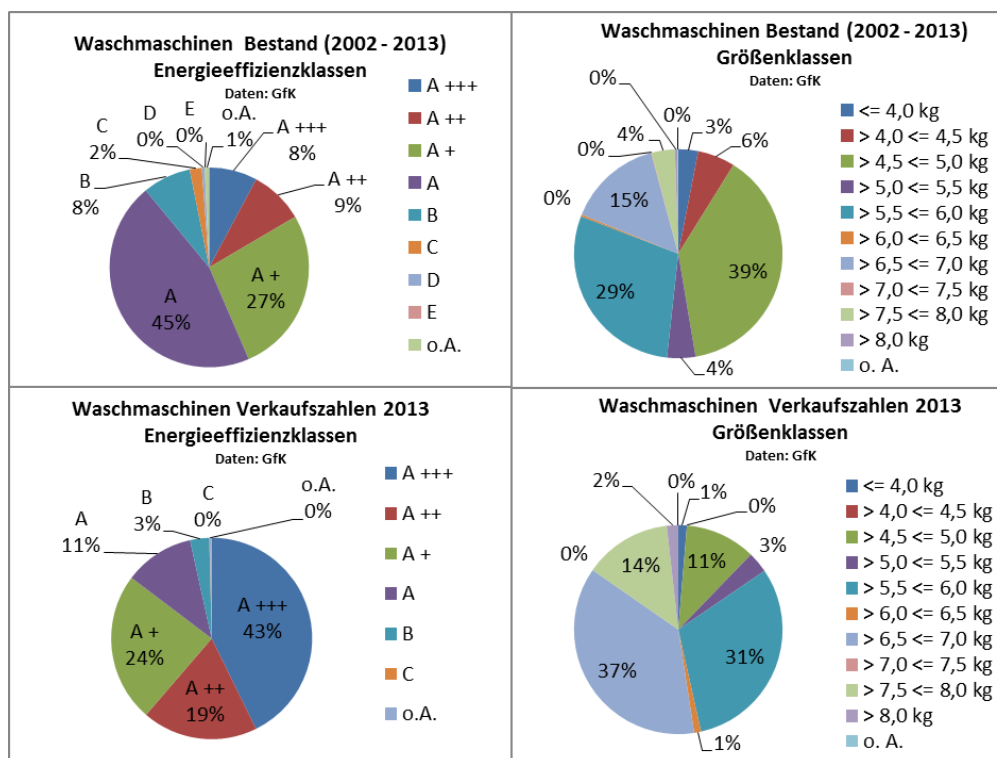 Waschmaschinen Bestand (2002 - 2013)
Energieeffizienzklassen
Daten: GfK
A +++
8%
A ++
9%
A +
27%
A
45%
B
8%
C
2%
D
0%
E
0%
o.A.
1%
A +++
A ++
A +
A
B
C
D
E
o.A.
Waschmaschinen Bestand (2002 - 2013)
Größenklassen
Daten: GfK
0%
0%
3%
6%
39%
4%
29%
0%
15%
0%
4%
<= 4,0 kg
> 4,0 <= 4,5 kg
> 4,5 <= 5,0 kg
> 5,0 <= 5,5 kg
> 5,5 <= 6,0 kg
> 6,0 <= 6,5 kg
> 6,5 <= 7,0 kg
> 7,0 <= 7,5 kg
> 7,5 <= 8,0 kg
> 8,0 kg
o. A.
Waschmaschinen Verkaufszahlen 2013
Energieeffizienzklassen
Daten: GfK
A +++
43%
A ++
19%
A +
24%
A
11%
B
3%
C
0%
o.A.
0%
A +++
A ++
A +
A
B
C
o.A.
Waschmaschinen Verkaufszahlen 2013
Größenklassen
Daten: GfK
2%
0%
1%
0%
11%
3%
31%
1%
37%
0%
14%
<= 4,0 kg
> 4,0 <= 4,5 kg
> 4,5 <= 5,0 kg
> 5,0 <= 5,5 kg
> 5,5 <= 6,0 kg
> 6,0 <= 6,5 kg
> 6,5 <= 7,0 kg
> 7,0 <= 7,5 kg
> 7,5 <= 8,0 kg
> 8,0 kg
o. A.